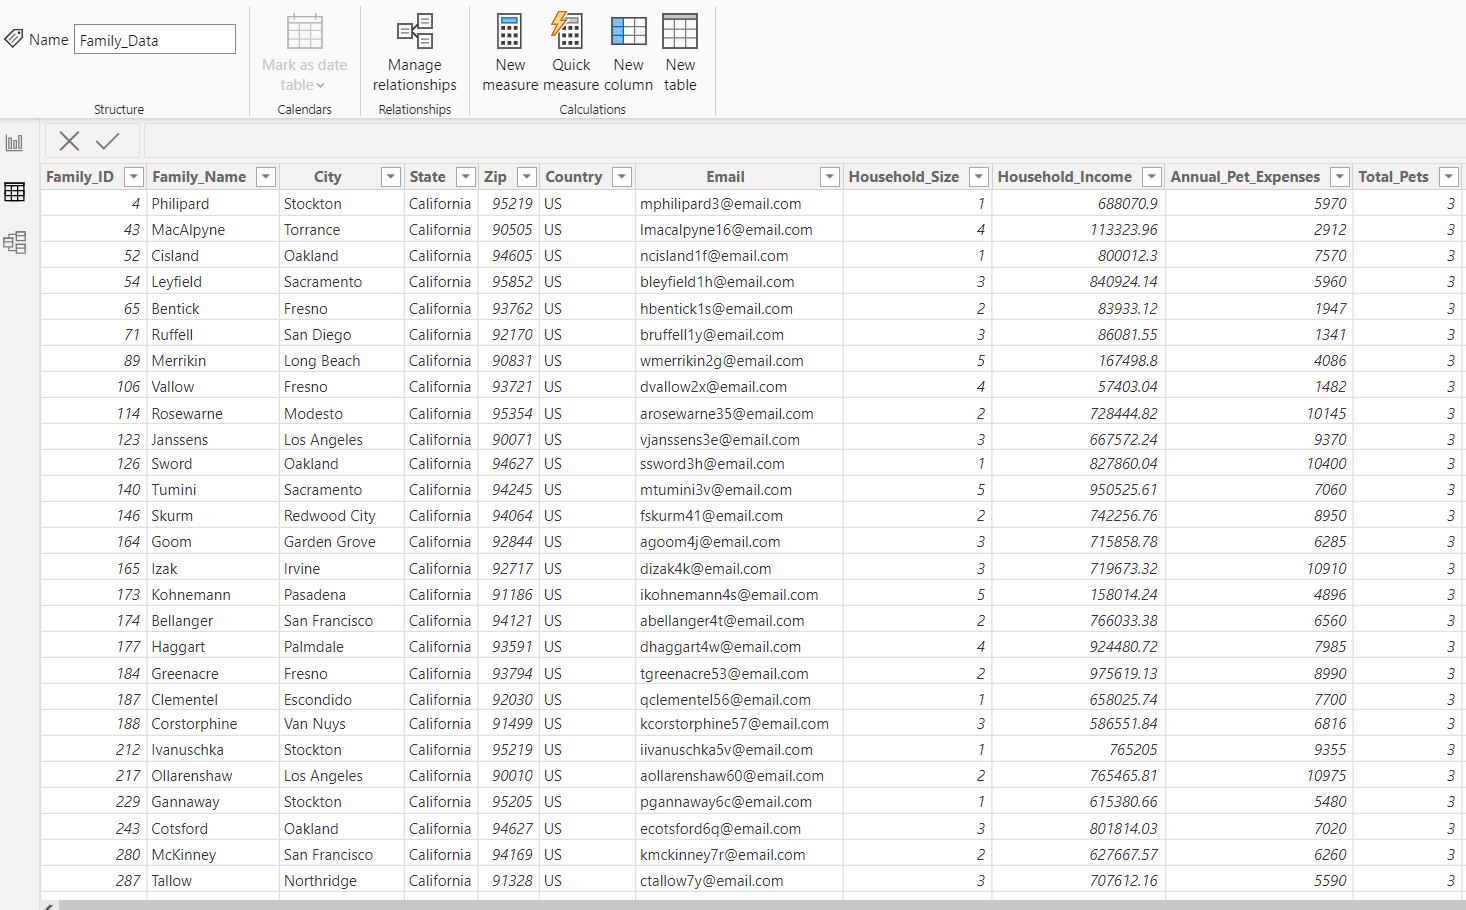 Name Family_Data
Mark as date table
Manage relationships
New measure
Quick measure
New column
New table
Structure Calendars Relationships Calculations
Family_ID Family_Name City State Zip Country Email Household_Size Household_Income Annual_Pet_Expenses Total_Pets
4 Philipard Stockton California 95219 US mphilipard3@email.com 1 688070.9 5970 3
43 MacAlpyne Torrance California 90505 US lmacalpyne16@email.com 4 113323.96 2912 3
52 Cisland Oakland California 94605 US ncisland1f@email.com 1 800012.3 7570 3
54 Leyfield Sacramento California 95852 US bleyfield1h@email.com 3 840924.14 5960 3
65 Bentick Fresno California 93762 US hbentick1s@email.com 2 83933.12 1947 3
71 Ruffell San Diego California 92170 US bruffell1y@email.com 3 86081.55 1341 3
89 Merrikin Long Beach California 90831 US wmerrikin2g@email.com 5 167498.8 4086 3
106 Vallow Fresno California 93721 US dvallow2x@email.com 4 57403.04 1482 3
114 Rosewarne Modesto California 95354 US arosewarne35@email.com 2 728444.82 10145 3
123 Janssens Los Angeles California 90071 US vjanssens3e@email.com 3 667572.24 9370 3
126 Sword Oakland California 94627 US ssword3h@email.com 1 827860.04 10400 3
140 Tumini Sacramento California 94245 US mtumini3v@email.com 5 950525.61 7060 3
146 Skurm Redwood City California 94064 US fskurm41@email.com 2 742256.76 8950 3
164 Goom Garden Grove California 92844 US agoom4j@email.com 3 715858.78 6285 3
165 Izak Irvine California 92717 US dizak4k@email.com 3 719673.32 10910 3
173 Kohnemann Pasadena California 91186 US ikohnemann4s@email.com 5 158014.24 4896 3
174 Bellanger San Francisco California 94121 US abellanger4t@email.com 2 766033.38 6560 3
177 Haggart Palmdale California 93591 US dhaggart4w@email.com 4 924480.72 7985 3
184 Greenacre Fresno California 93794 US tgreenacre53@email.com 2 975619.13 8990 3
187 Clementel Escondido California 92030 US qclementel56@email.com 1 658025.74 7700 3
188 Corstorphine Van Nuys California 91499 US kcorstorphine57@email.com 3 586551.84 6816 3
212 Ivanuschka Stockton California 95219 US iivanuschka5v@email.com 1 765205 9355 3
217 Ollarenshaw Los Angeles California 90010 US aollarenshaw60@email.com 2 765465.81 10975 3
229 Gannaway Stockton California 95205 US pgannaway6c@email.com 1 615380.66 5480 3
243 Cotsford Oakland California 94627 US ecotsford6q@email.com 3 801814.03 7020 3
280 McKinney San Francisco California 94169 US kmckinney7r@email.com 2 627667.57 6260 3
287 Tallow Northridge California 91328 US ctallow7y@email.com 3 707612.16 5590 3